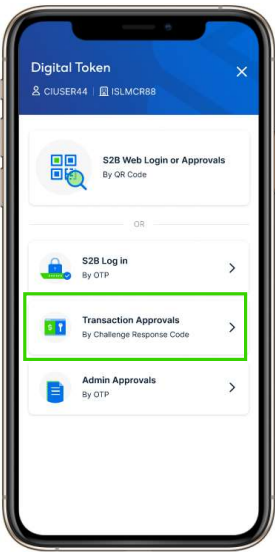 Digital Token
CIUSER44 | ISLMCR88
S2B Web Login or Approvals
By QR Code
OR
S2B Log in
By OTP
Transaction Approvals
By Challenge Response Code
Admin Approvals
By OTP